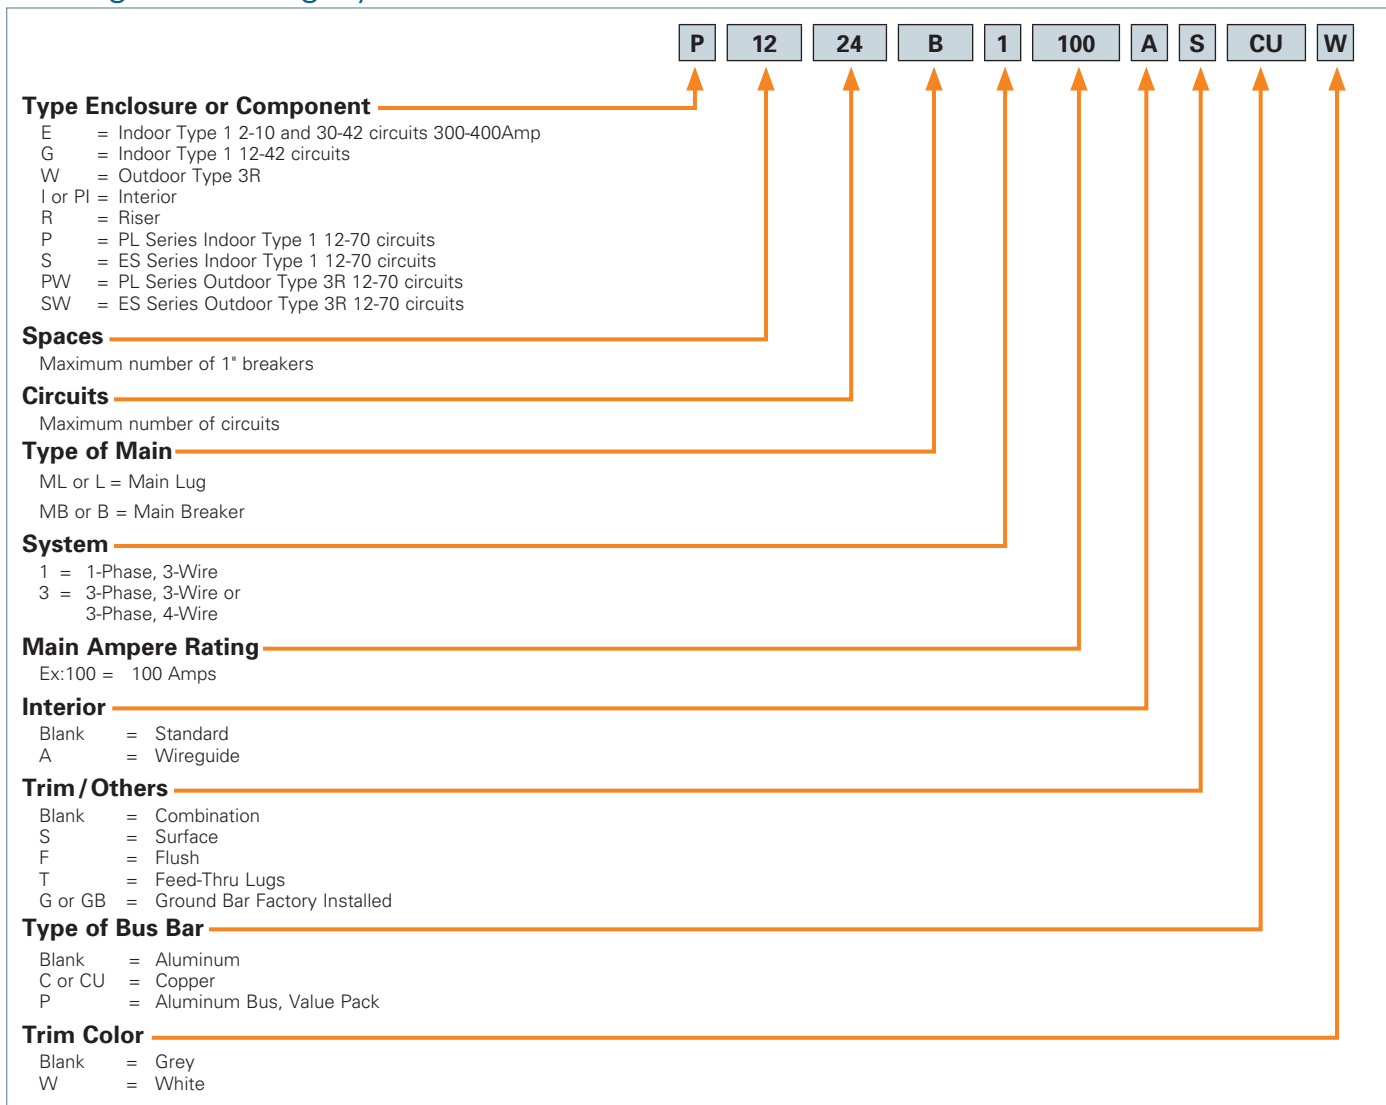 P 12 24 B 1 100 A S CU W
Type Enclosure or Component
E = Indoor Type 1 2-10 and 30-42 circuits 300-400Amp
G = Indoor Type 1 12-42 circuits
W = Outdoor Type 3R
I or PI = Interior
R = Riser
P = PL Series Indoor Type 1 12-70 circuits
S = ES Series Indoor Type 1 12-70 circuits
PW = PL Series Outdoor Type 3R 12-70 circuits
SW = ES Series Outdoor Type 3R 12-70 circuits
Spaces
Maximum number of 1" breakers
Circuits
Maximum number of circuits
Type of Main
ML or L = Main Lug
MB or B = Main Breaker
System
1 = 1-Phase, 3-Wire
3 = 3-Phase, 3-Wire or
3-Phase, 4-Wire
Main Ampere Rating
Ex:100 = 100 Amps
Interior
Blank = Standard
A = Wireguide
Trim/Others
Blank = Combination
S = Surface
F = Flush
T = Feed-Thru Lugs
G or GB = Ground Bar Factory Installed
Type of Bus Bar
Blank = Aluminum
C or CU = Copper
P = Aluminum Bus, Value Pack
Trim Color
Blank = Grey
W = White